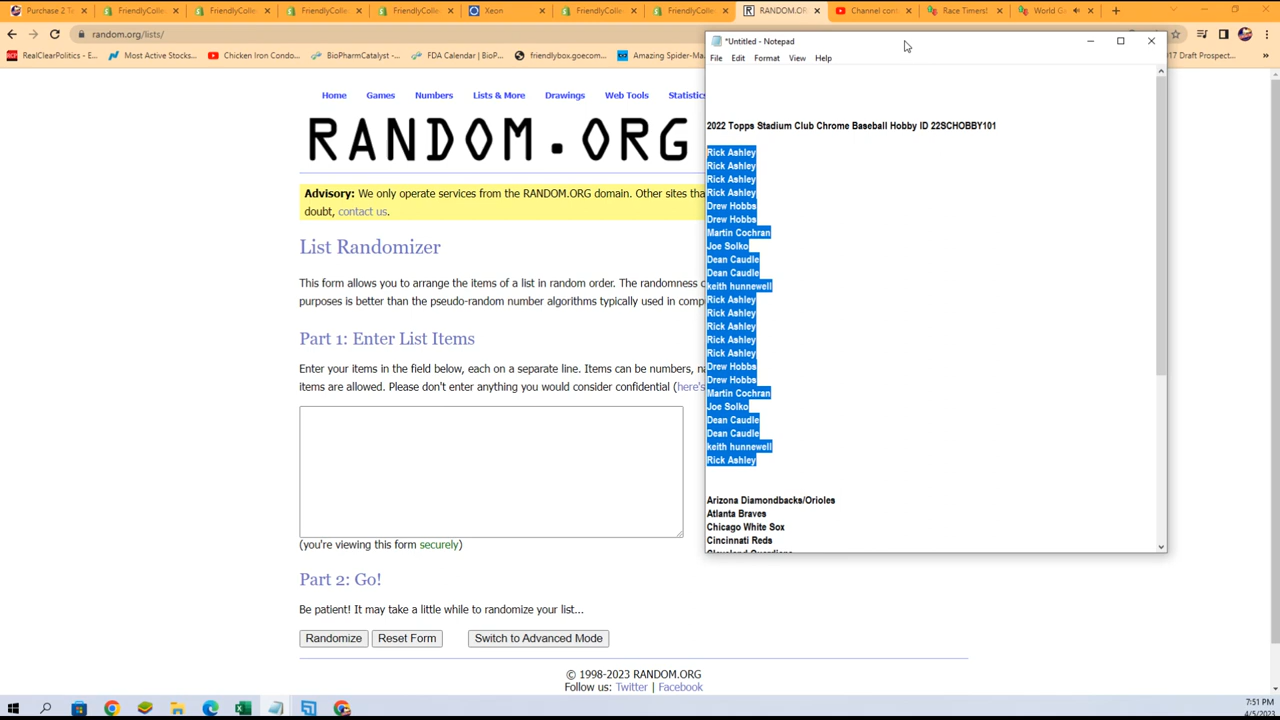 Purchase 2 T
FriendlyColle
FriendlyColle
FriendlyColle
FriendlyColle
Xeon
FriendlyColle
FriendlyColle
RANDOM.OR
Channel cont
Race Timers!
World G
random.org/lists/
RealClearPolitics - E...
Most Active Stocks...
Chicken Iron Condo...
BioPharmCatalyst -...
FDA Calendar | BioP...
friendlybox.goecom...
Amazing Spider-Ma
2017 Draft Prospect...
*Untitled - Notepad
File Edit Format View Help
Home Games Numbers Lists & More Drawings Web Tools Statistics
RANDOM.ORG
Advisory: We only operate services from the RANDOM.ORG domain. Other sites tha
doubt, contact us.
List Randomizer
This form allows you to arrange the items of a list in random order. The randomness
purposes is better than the pseudo-random number algorithms typically used in comp
Part 1: Enter List Items
Enter your items in the field below, each on a separate line. Items can be numbers, na
items are allowed. Please don't enter anything you would consider confidential (here's
(you're viewing this form securely)
Part 2: Go!
Be patient! It may take a little while to randomize your list...
Randomize Reset Form Switch to Advanced Mode
© 1998-2023 RANDOM.ORG
Follow us: Twitter | Facebook
2022 Topps Stadium Club Chrome Baseball Hobby ID 22SCHOBBY101
Rick Ashley
Rick Ashley
Rick Ashley
Rick Ashley
Drew Hobbs
Drew Hobbs
Martin Cochran
Joe Solko
Dean Caudle
Dean Caudle
keith hunnewell
Rick Ashley
Rick Ashley
Rick Ashley
Rick Ashley
Rick Ashley
Drew Hobbs
Drew Hobbs
Martin Cochran
Joe Solko
Dean Caudle
Dean Caudle
keith hunnewell
Rick Ashley
Arizona Diamondbacks/Orioles
Atlanta Braves
Chicago White Sox
Cincinnati Reds
Cleveland Guardians
7:51 PM
4/5/2023